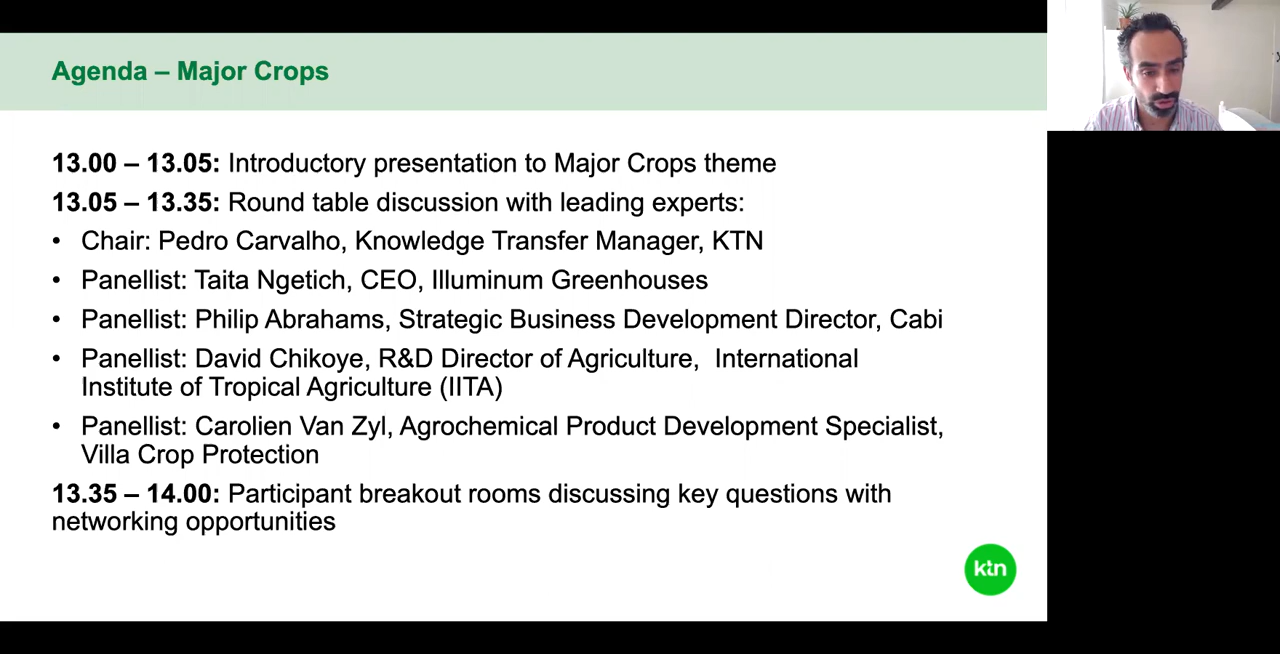 Agenda – Major Crops
13.00 – 13.05: Introductory presentation to Major Crops theme
13.05 – 13.35: Round table discussion with leading experts:
• Chair: Pedro Carvalho, Knowledge Transfer Manager, KTN
• Panellist: Taita Ngetich, CEO, Illuminum Greenhouses
• Panellist: Philip Abrahams, Strategic Business Development Director, Cabi
• Panellist: David Chikoye, R&D Director of Agriculture, International
Institute of Tropical Agriculture (IITA)
• Panellist: Carolien Van Zyl, Agrochemical Product Development Specialist,
Villa Crop Protection
13.35 – 14.00: Participant breakout rooms discussing key questions with
networking opportunities
ktn